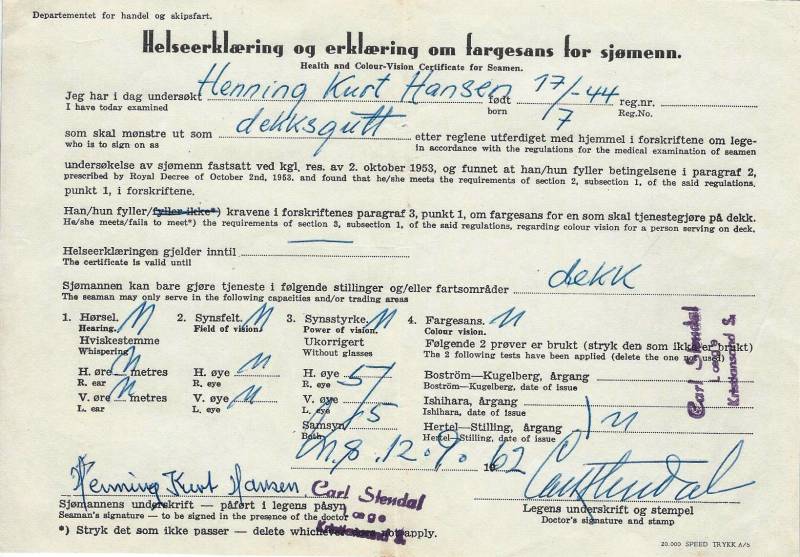 Departementet for handel og skipsfart.
Helseerklæring og erklæring om fargesans for sjømenn.
Health and Colour-Vision Certificate for Seamen.
Jeg har i dag undersøkt Henning Kurt Hansen født 17/7 -44 reg.nr.
I have today examined born Reg.No.
som skal mønstre ut som dekksgutt etter reglene utferdiget med hjemmel i forskriftene om lege-
who is to sign on as in accordance with the regulations for the medical examination of seamen
undersøkelse av sjømenn fastsatt ved kgl. res. av 2. oktober 1953, og funnet at han/hun fyller betingelsene i paragraf 2,
prescribed by Royal Decree of October 2nd, 1953. and found that he/she meets the requirements of section 2, subsection 1, of the said regulations.
punkt 1, i forskriftene.
Han/hun fyller/fyller ikke*) kravene i forskriftenes paragraf 3, punkt 1, om fargesans for en som skal tjenestegjøre på dekk.
He/she meets/fails to meet*) the requirements of section 3, subsection 1, of the said regulations, regarding colour vision for a person serving on deck.
Helseerklæringen gjelder inntil
The certificate is valid until
Sjømannen kan bare gjøre tjeneste i følgende stillinger og/eller fartsområder dekk
The seaman may only serve in the following capacities and/or trading areas
1. Hørsel. 2. Synsfelt. 3. Synsstyrke. 4. Fargesans.
Hearing. Field of vision. Power of vision. Colour vision.
Hviskestemme Ukorrigert Følgende 2 prøver er brukt (stryk den som ikke er brukt)
Whispering Without glasses The 2 following tests have been applied (delete the one not used)
H. øre metres H. øye H. øye Boström—Kugelberg, årgang
R. ear R. eye R. eye Boström—Kugelberg, date of issue
V. øre metres V. øye V. øye Ishihara, årgang
L. ear L. eye L. eye Ishihara, date of issue
Samsyn Hertel—Stilling, årgang
Both Hertel—Stilling, date of issue
12. 9. 1962
Henning Kurt Hansen Carl Stendal
Carl Stendal
Læge
Kristiansand S.
Sjømannens underskrift — påført i legens påsyn
Seaman's signature — to be signed in the presence of the doctor
*) Stryk det som ikke passer — delete whichever does not apply.
Carl Stendal
Læge
Kristiansand S.
Legens underskrift og stempel
Doctor's signature and stamp
20.000 SPEED TRYKK A/S